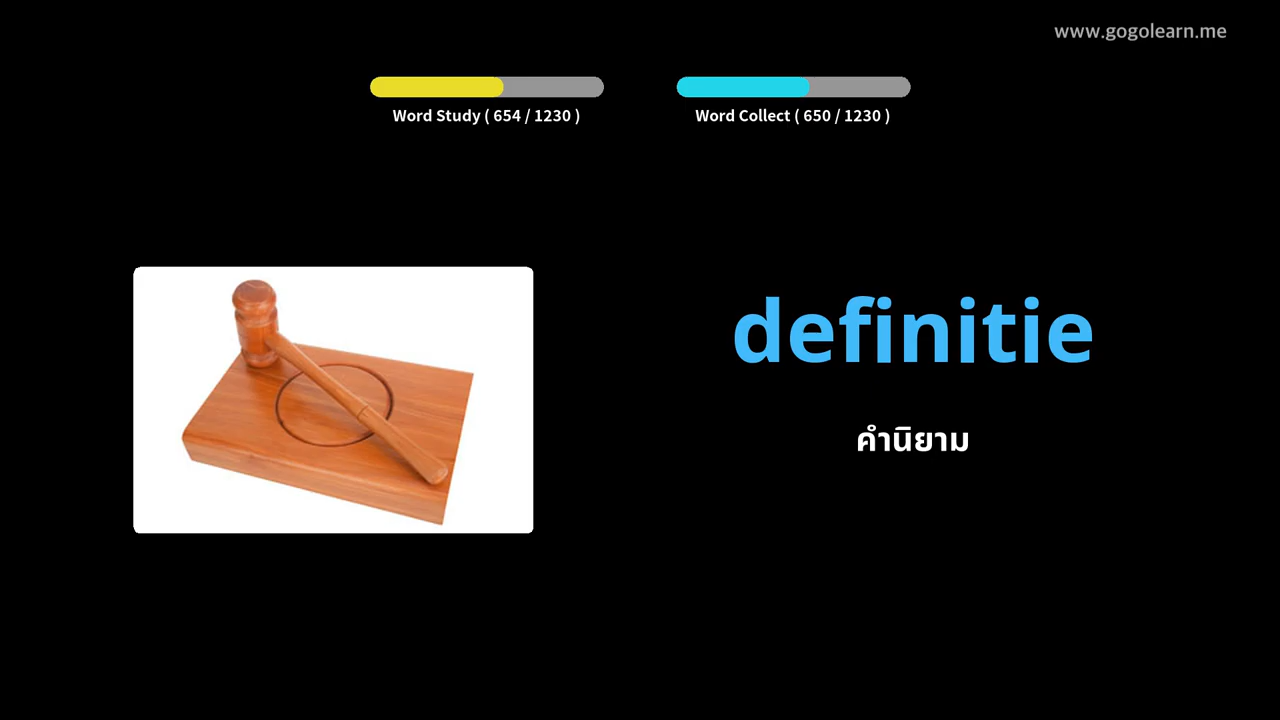 www.gogolearn.me
Word Study ( 654 / 1230 )
Word Collect ( 650 / 1230 )
definitie
คำนิยาม